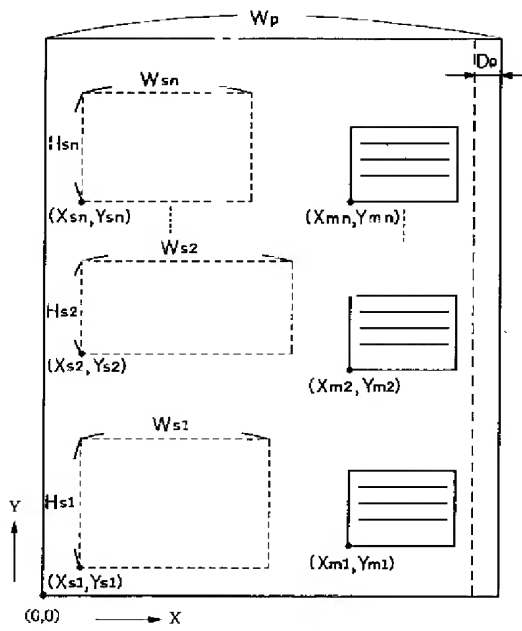 Wp
Dp
Wsn
Hsn
(Xsn,Ysn)
(Xmn,Ymn)
Ws2
Hs2
(Xs2,Ys2)
(Xm2,Ym2)
Ws1
Hs1
Y
(Xs1,Ys1)
(Xm1,Ym1)
(0,0)
X